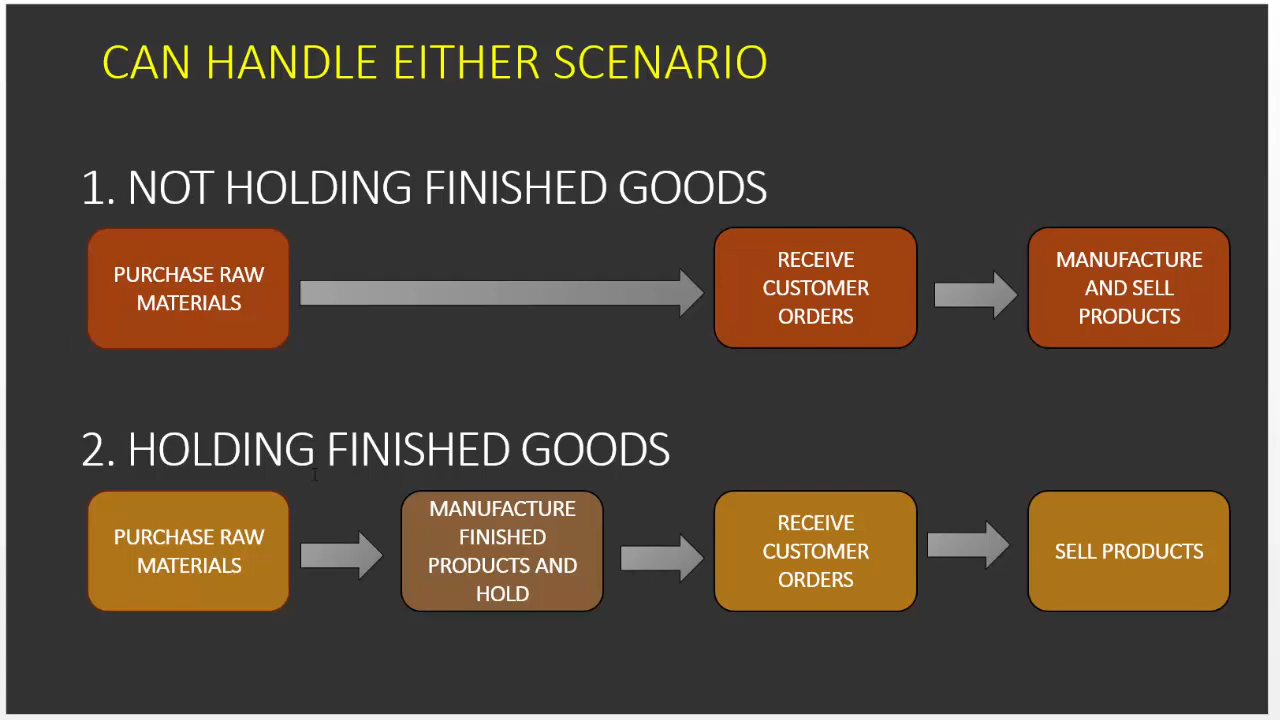 CAN HANDLE EITHER SCENARIO
1. NOT HOLDING FINISHED GOODS
PURCHASE RAW
MATERIALS
RECEIVE
CUSTOMER
ORDERS
MANUFACTURE
AND SELL
PRODUCTS
2. HOLDING FINISHED GOODS
PURCHASE RAW
MATERIALS
MANUFACTURE
FINISHED
PRODUCTS AND
HOLD
RECEIVE
CUSTOMER
ORDERS
SELL PRODUCTS